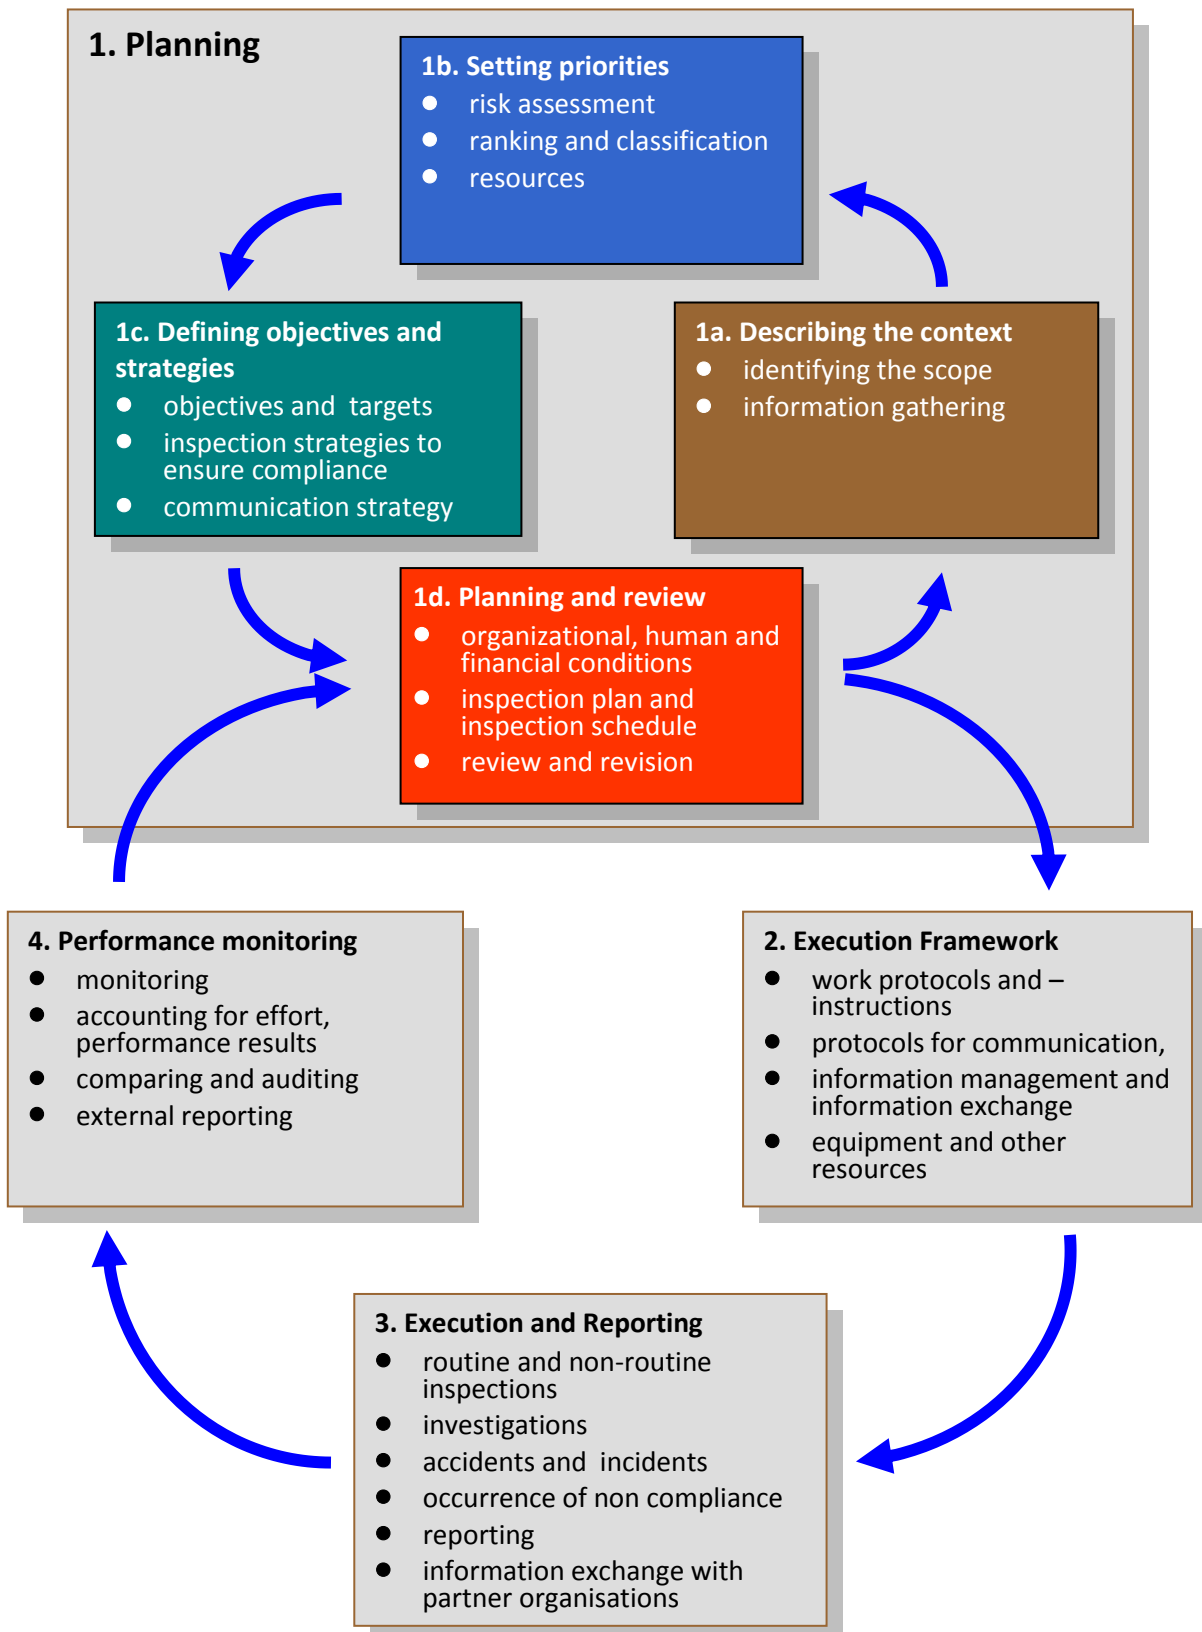 1. Planning
1b. Setting priorities
● risk assessment
● ranking and classification
● resources
1c. Defining objectives and
strategies
● objectives and  targets
● inspection strategies to
ensure compliance
● communication strategy
1a. Describing the context
● identifying the scope
● information gathering
1d. Planning and review
● organizational, human and
financial conditions
● inspection plan and
inspection schedule
● review and revision
4. Performance monitoring
● monitoring
● accounting for effort,
performance results
● comparing and auditing
● external reporting
2. Execution Framework
● work protocols and –
instructions
● protocols for communication,
● information management and
information exchange
● equipment and other
resources
3. Execution and Reporting
● routine and non-routine
inspections
● investigations
● accidents and  incidents
● occurrence of non compliance
● reporting
● information exchange with
partner organisations